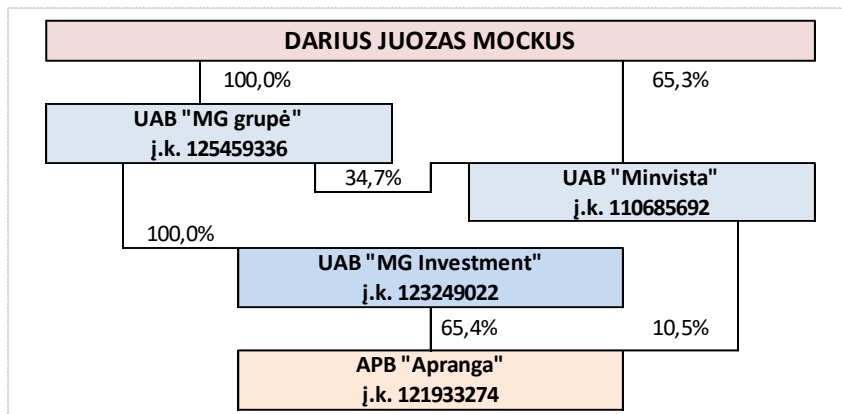 DARIUS JUOZAS MOCKUS
100,0%
65,3%
UAB "MG grupė"
į.k. 125459336
34,7%
UAB "Minvista"
į.k. 110685692
100,0%
UAB "MG Investment"
į.k. 123249022
65,4%
10,5%
APB "Apranga"
į.k. 121933274